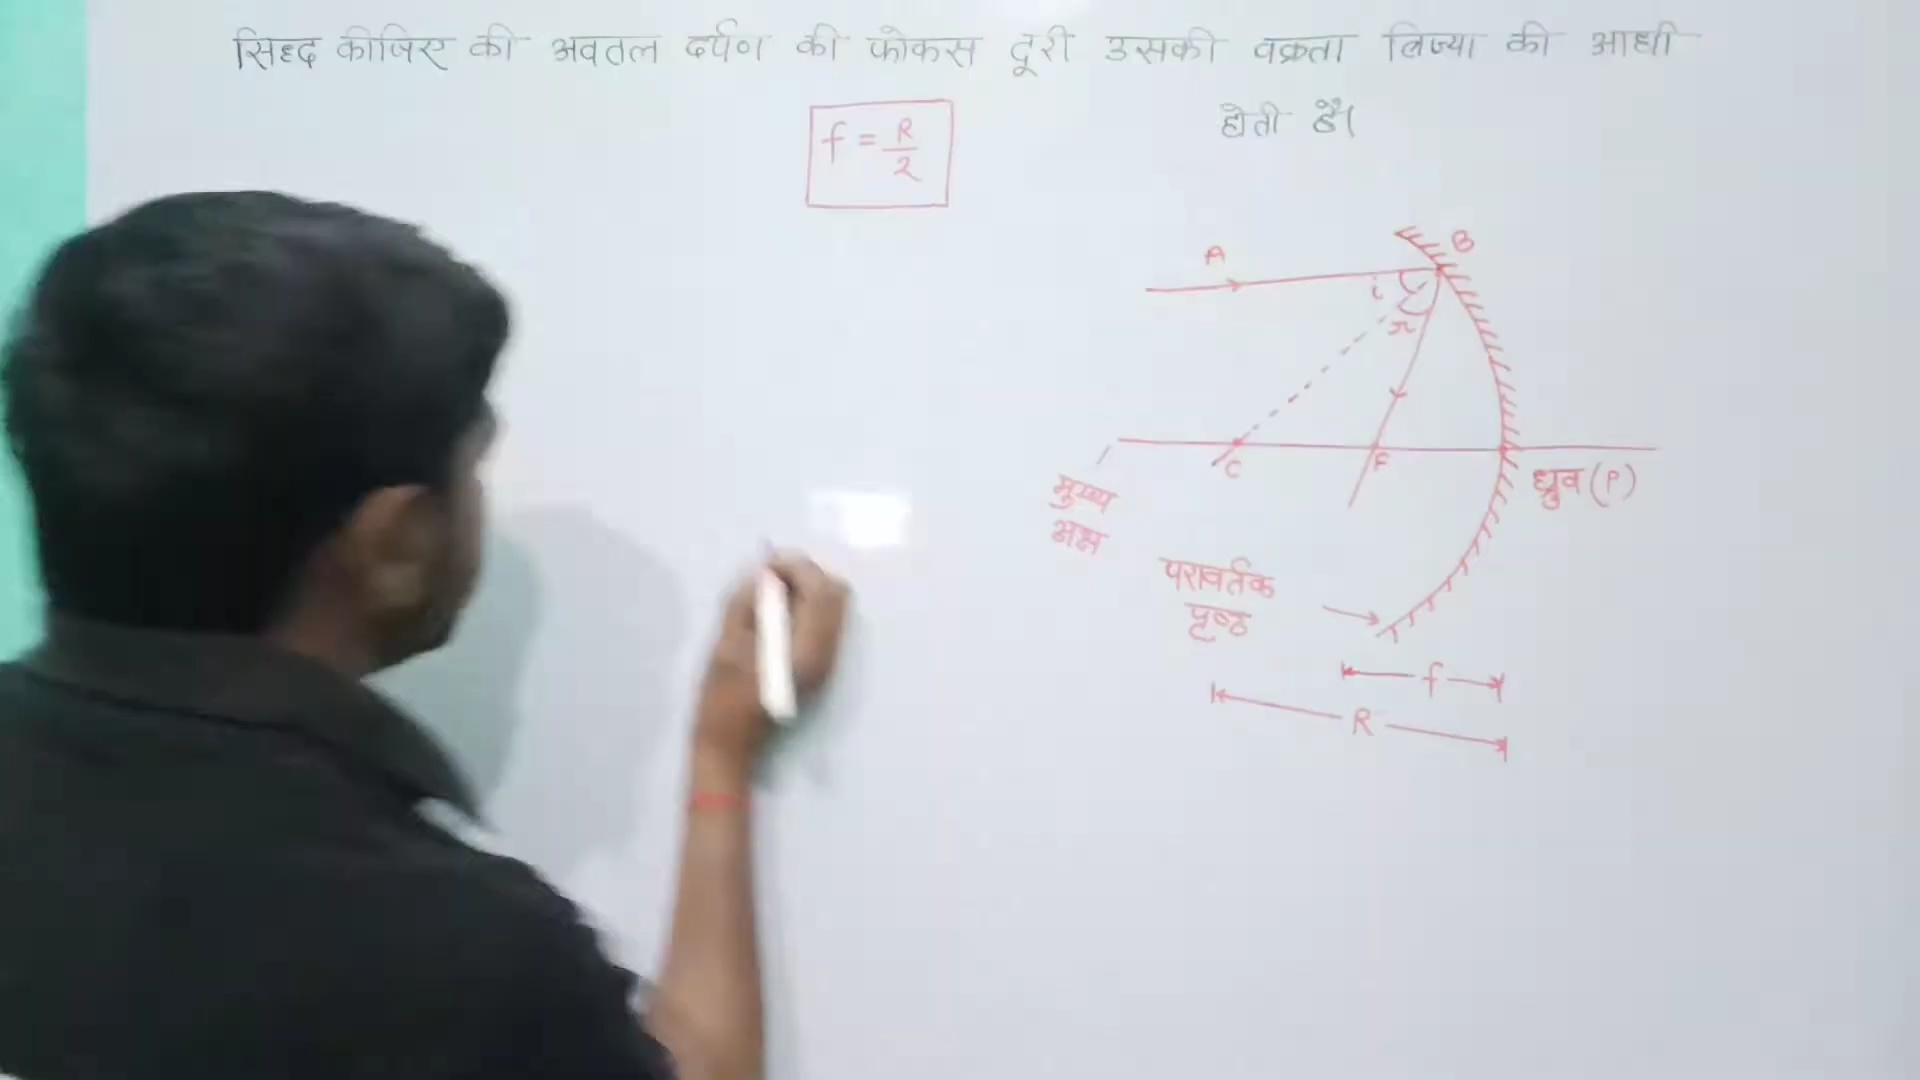 सिद्द कीजिए की अवतल दर्पण की फोकस दूरी उसकी वक्रता त्रिज्या की आधी
होती है।
f = R/2
A
B
i
r
C
F
ध्रुव (P)
मुख्य
अक्ष
परावर्तक
पृष्ठ
f
R